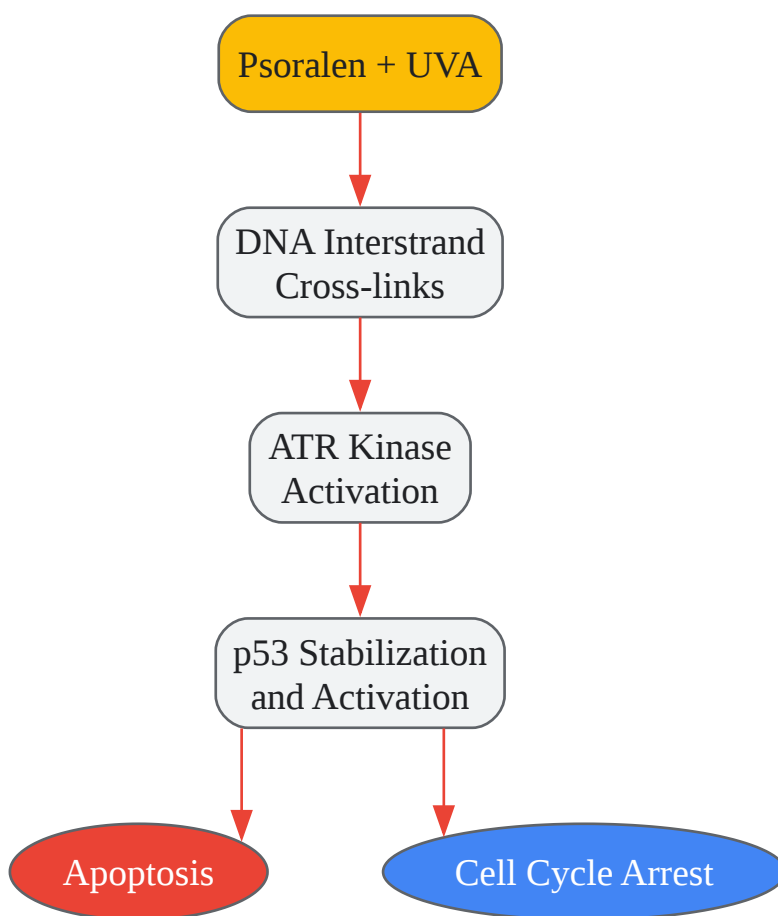 Psoralen + UVA
DNA Interstrand
Cross-links
ATR Kinase
Activation
p53 Stabilization
and Activation
Apoptosis
Cell Cycle Arrest